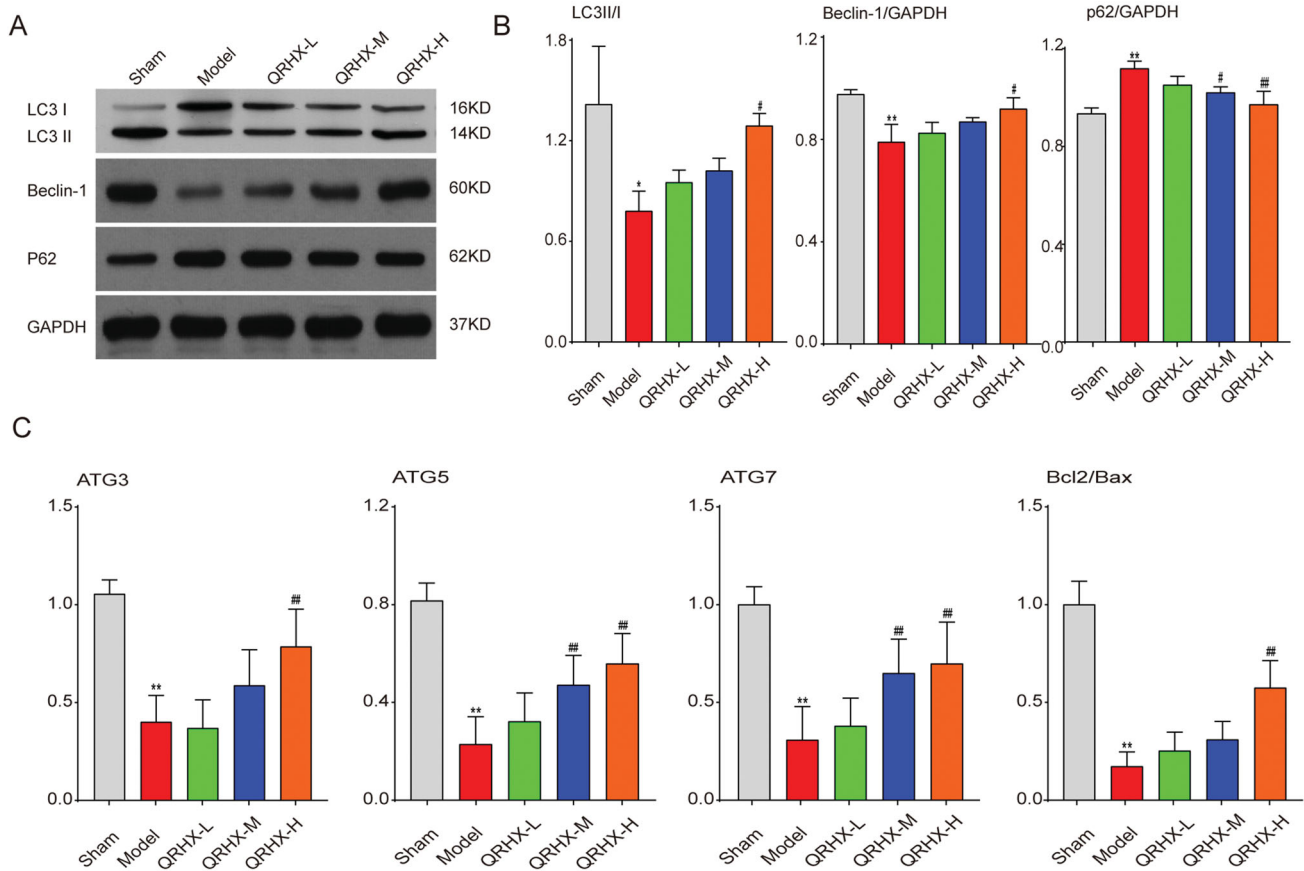 A
Sham Model QRHX-L QRHX-M QRHX-H
LC3 I 16KD
LC3 II 14KD
Beclin-1 60KD
P62 62KD
GAPDH 37KD
B
LC3II/I
1.8
1.2
0.6
0.0
*
#
Sham Model QRHX-L QRHX-M QRHX-H
Beclin-1/GAPDH
1.2
0.8
0.4
0.0
**
#
Sham Model QRHX-L QRHX-M QRHX-H
p62/GAPDH
1.2
0.8
0.4
0.0
**
#
##
Sham Model QRHX-L QRHX-M QRHX-H
C
ATG3
1.5
1.0
0.5
0.0
**
##
Sham Model QRHX-L QRHX-M QRHX-H
ATG5
1.2
0.8
0.4
0.0
**
##
##
Sham Model QRHX-L QRHX-M QRHX-H
ATG7
1.5
1.0
0.5
0.0
**
##
##
Sham Model QRHX-L QRHX-M QRHX-H
Bcl2/Bax
1.5
1.0
0.5
0.0
**
##
Sham Model QRHX-L QRHX-M QRHX-H